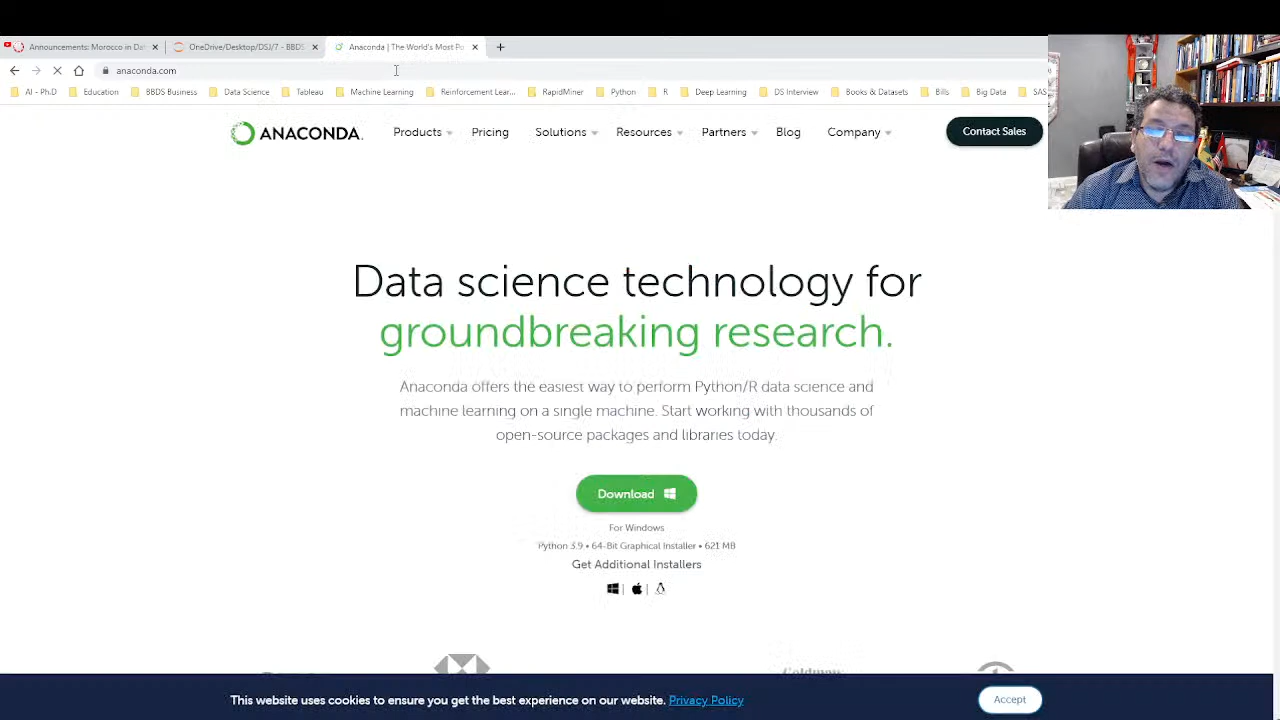 Announcements: Morocco in Da
OneDrive/Desktop/DSJ/7 - BBDS
Anaconda | The World's Most Po
anaconda.com
AI - Ph.D
Education
BBDS Business
Data Science
Tableau
Machine Learning
Reinforcement Lear...
RapidMiner
Python
R
Deep Learning
DS Interview
Books & Datasets
Bills
Big Data
SAS
ANACONDA.
Products
Pricing
Solutions
Resources
Partners
Blog
Company
Contact Sales
Data science technology for
groundbreaking research.
Anaconda offers the easiest way to perform Python/R data science and
machine learning on a single machine. Start working with thousands of
open-source packages and libraries today.
Download
For Windows
Python 3.9 • 64-Bit Graphical Installer • 621 MB
Get Additional Installers
| |
Goldman
This website uses cookies to ensure you get the best experience on our website. Privacy Policy
Accept